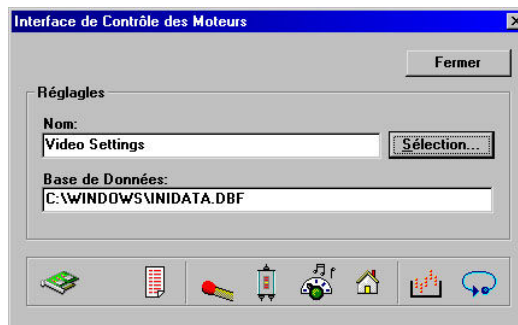 Interface de Contrôle des Moteurs
Fermer
Réglagles
Nom:
Video Settings
Sélection...
Base de Données:
C:\WINDOWS\INIDATA.DBF